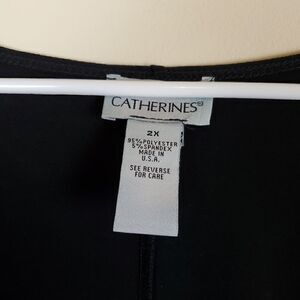 CATHERINES®
2X
95% POLYESTER
5% SPANDEX
MADE IN
U.S.A.
SEE REVERSE
FOR CARE